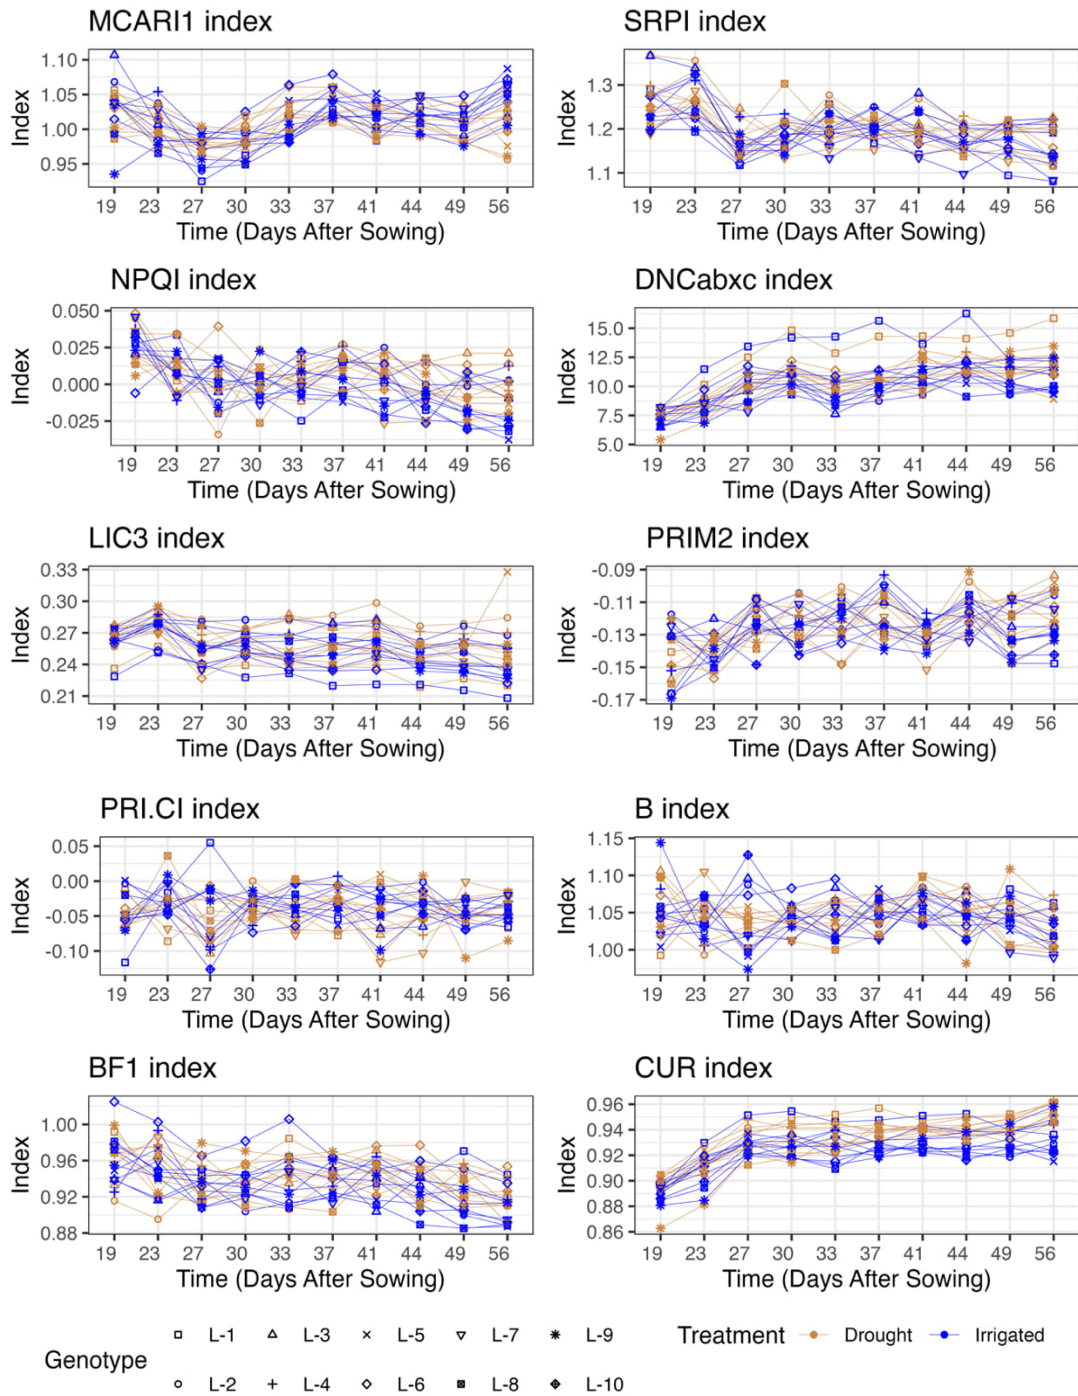 MCARI1 index
SRPI index
Index
1.10
1.05
1.00
0.95
19 23 27 30 33 37 41 44 49 56
Time (Days After Sowing)
Index
1.3
1.2
1.1
19 23 27 30 33 37 41 44 49 56
Time (Days After Sowing)
NPQI index
DNCabxc index
Index
0.050
0.025
0.000
-0.025
19 23 27 30 33 37 41 44 49 56
Time (Days After Sowing)
Index
15.0
12.5
10.0
7.5
5.0
19 23 27 30 33 37 41 44 49 56
Time (Days After Sowing)
LIC3 index
PRIM2 index
Index
0.33
0.30
0.27
0.24
0.21
19 23 27 30 33 37 41 44 49 56
Time (Days After Sowing)
Index
-0.09
-0.11
-0.13
-0.15
-0.17
19 23 27 30 33 37 41 44 49 56
Time (Days After Sowing)
PRI.CI index
B index
Index
0.05
0.00
-0.05
-0.10
19 23 27 30 33 37 41 44 49 56
Time (Days After Sowing)
Index
1.15
1.10
1.05
1.00
19 23 27 30 33 37 41 44 49 56
Time (Days After Sowing)
BF1 index
CUR index
Index
1.00
0.96
0.92
0.88
19 23 27 30 33 37 41 44 49 56
Time (Days After Sowing)
Index
0.96
0.94
0.92
0.90
0.88
0.86
19 23 27 30 33 37 41 44 49 56
Time (Days After Sowing)
Genotype
L-1 L-3 L-5 L-7 L-9
L-2 L-4 L-6 L-8 L-10
Treatment Drought Irrigated